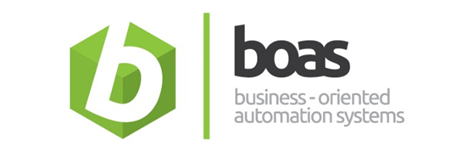 b
boas
business - oriented
automation systems